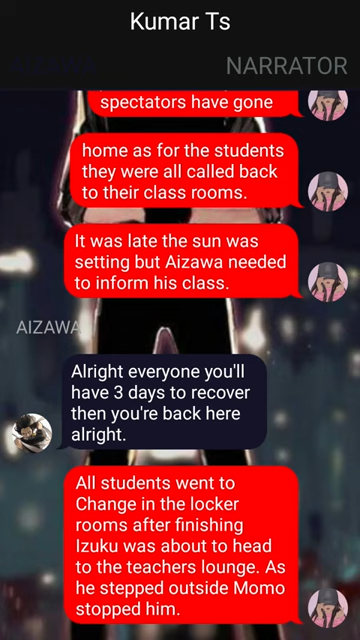 Kumar Ts
AIZAWA
NARRATOR
spectators have gone
home as for the students
they were all called back
to their class rooms.
It was late the sun was
setting but Aizawa needed
to inform his class.
AIZAWA
Alright everyone you'll
have 3 days to recover
then you're back here
alright.
All students went to
Change in the locker
rooms after finishing
Izuku was about to head
to the teachers lounge. As
he stepped outside Momo
stopped him.